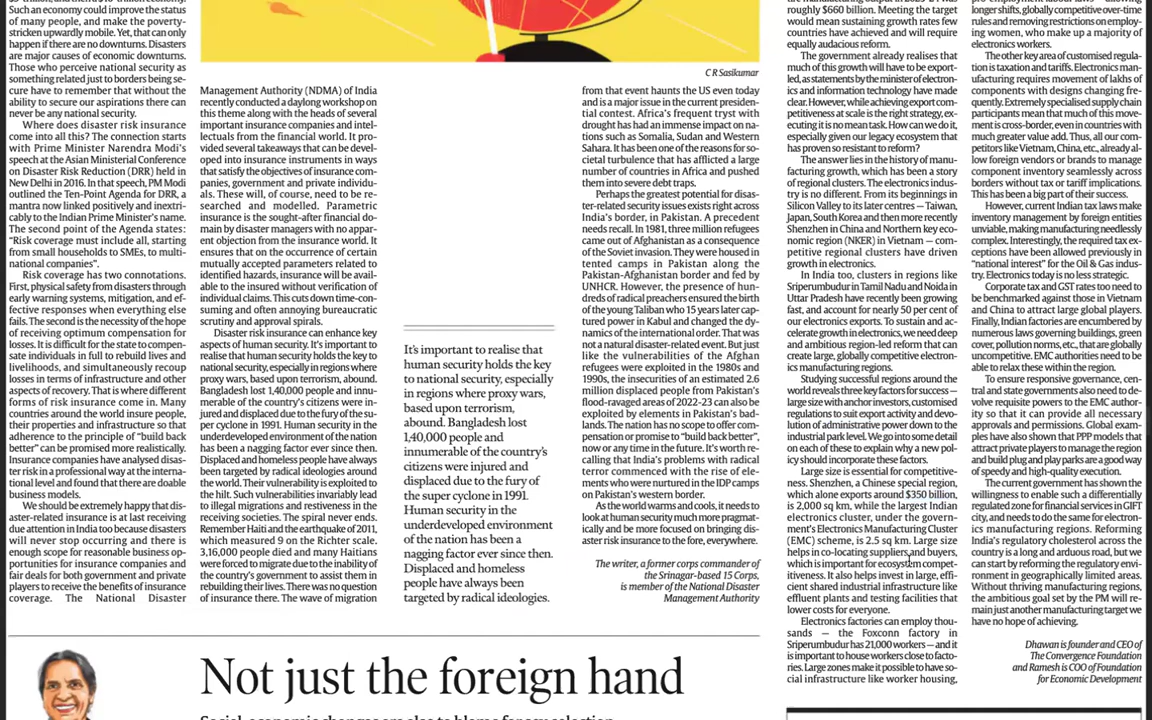 Such an economy could improve the status
of many people, and make the poverty-
stricken upwardly mobile. Yet, that can only
happen if there are no downturns. Disasters
are major causes of economic downturns.
Those who perceive national security as
something related just to borders being se-
cure have to remember that without the
ability to secure our aspirations there can
never be any national security.
Where does disaster risk insurance
come into all this? The connection starts
with Prime Minister Narendra Modi's
speech at the Asian Ministerial Conference
on Disaster Risk Reduction (DRR) held in
New Delhi in 2016. In that speech, PM Modi
outlined the Ten-Point Agenda for DRR, a
mantra now linked positively and inextri-
cably to the Indian Prime Minister's name.
The second point of the Agenda states:
"Risk coverage must include all, starting
from small households to SMEs, to multi-
national companies".
Risk coverage has two connotations.
First, physical safety from disasters through
early warning systems, mitigation, and ef-
fective responses when everything else
fails. The second is the necessity of the hope
of receiving optimum compensation for
losses. It is difficult for the state to compen-
sate individuals in full to rebuild lives and
livelihoods, and simultaneously recoup
losses in terms of infrastructure and other
aspects of recovery. That is where different
forms of risk insurance come in. Many
countries around the world insure people,
their properties and infrastructure so that
adherence to the principle of "build back
better" can be promised more realistically.
Insurance companies have analysed disas-
ter risk in a professional way at the interna-
tional level and found that there are doable
business models.
We should be extremely happy that dis-
aster-related insurance is at last receiving
due attention in India too because disasters
will never stop occurring and there is
enough scope for reasonable business op-
portunities for insurance companies and
fair deals for both government and private
players to receive the benefits of insurance
coverage. The National Disaster
C R Sasikumar
Management Authority (NDMA) of India
recently conducted a daylong workshop on
this theme along with the heads of several
important insurance companies and intel-
lectuals from the financial world. It pro-
vided several takeaways that can be devel-
oped into insurance instruments in ways
that satisfy the objectives of insurance com-
panies, government and private individu-
als. These will, of course, need to be re-
searched and modelled. Parametric
insurance is the sought-after financial do-
main by disaster managers with no appar-
ent objection from the insurance world. It
ensures that on the occurrence of certain
mutually accepted parameters related to
identified hazards, insurance will be avail-
able to the insured without verification of
individual claims. This cuts down time-con-
suming and often annoying bureaucratic
scrutiny and approval spirals.
Disaster risk insurance can enhance key
aspects of human security. It's important to
realise that human security holds the key to
national security, especially in regions where
proxy wars, based upon terrorism, abound.
Bangladesh lost 1,40,000 people and innu-
merable of the country's citizens were in-
jured and displaced due to the fury of the su-
per cyclone in 1991. Human security in the
underdeveloped environment of the nation
has been a nagging factor ever since then.
Displaced and homeless people have always
been targeted by radical ideologies around
the world. Their vulnerability is exploited to
the hilt. Such vulnerabilities invariably lead
to illegal migrations and restiveness in the
receiving societies. The spiral never ends.
Remember Haiti and the earthquake of 2011,
which measured 9 on the Richter scale.
3,16,000 people died and many Haitians
were forced to migrate due to the inability of
the country's government to assist them in
rebuilding their lives. There was no question
of insurance there. The wave of migration
It's important to realise that
human security holds the key
to national security, especially
in regions where proxy wars,
based upon terrorism,
abound. Bangladesh lost
1,40,000 people and
innumerable of the country's
citizens were injured and
displaced due to the fury of
the super cyclone in 1991.
Human security in the
underdeveloped environment
of the nation has been a
nagging factor ever since then.
Displaced and homeless
people have always been
targeted by radical ideologies.
from that event haunts the US even today
and is a major issue in the current presiden-
tial contest. Africa's frequent tryst with
drought has had an immense impact on na-
tions such as Somalia, Sudan and Western
Sahara. It has been one of the reasons for so-
cietal turbulence that has afflicted a large
number of countries in Africa and pushed
them into severe debt traps.
Perhaps the greatest potential for disas-
ter-related security issues exists right across
India's border, in Pakistan. A precedent
needs recall. In 1981, three million refugees
came out of Afghanistan as a consequence
of the Soviet invasion. They were housed in
tented camps in Pakistan along the
Pakistan-Afghanistan border and fed by
UNHCR. However, the presence of hun-
dreds of radical preachers ensured the birth
of the young Taliban who 15 years later cap-
tured power in Kabul and changed the dy-
namics of the international order. That was
not a natural disaster-related event. But just
like the vulnerabilities of the Afghan
refugees were exploited in the 1980s and
1990s, the insecurities of an estimated 2.6
million displaced people from Pakistan's
flood-ravaged areas of 2022-23 can also be
exploited by elements in Pakistan's bad-
lands. The nation has no scope to offer com-
pensation or promise to "build back better",
now or any time in the future. It's worth re-
calling that India's problems with radical
terror commenced with the rise of ele-
ments who were nurtured in the IDP camps
on Pakistan's western border.
As the world warms and cools, it needs to
look at human security much more pragmat-
ically and be more focused on bringing dis-
aster risk insurance to the fore, everywhere.
The writer, a former corps commander of
the Srinagar-based 15 Corps,
is member of the National Disaster
Management Authority
roughly $660 billion. Meeting the target
would mean sustaining growth rates few
countries have achieved and will require
equally audacious reform.
The government already realises that
much of this growth will have to be export-
led, as statements by the minister of electron-
ics and information technology have made
clear. However, while achieving export com-
petitiveness at scale is the right strategy, ex-
ecuting it is no mean task. How can we do it,
especially given our legacy ecosystem that
has proven so resistant to reform?
The answer lies in the history of manu-
facturing growth, which has been a story
of regional clusters. The electronics indus-
try is no different. From its beginnings in
Silicon Valley to its later centres — Taiwan,
Japan, South Korea and then more recently
Shenzhen in China and Northern key eco-
nomic region (NKER) in Vietnam — com-
petitive regional clusters have driven
growth in electronics.
In India too, clusters in regions like
Sriperumbudur in Tamil Nadu and Noida in
Uttar Pradesh have recently been growing
fast, and account for nearly 50 per cent of
our electronics exports. To sustain and ac-
celerate growth in electronics, we need deep
and ambitious region-led reform that can
create large, globally competitive electron-
ics manufacturing regions.
Studying successful regions around the
world reveals three key factors for success —
large size with anchor investors, customised
regulations to suit export activity and devo-
lution of administrative power down to the
industrial park level. We go into some detail
on each of these to explain why a new pol-
icy should incorporate these factors.
Large size is essential for competitive-
ness. Shenzhen, a Chinese special region,
which alone exports around $350 billion,
is 2,000 sq km, while the largest Indian
electronics cluster, under the govern-
ment's Electronics Manufacturing Cluster
(EMC) scheme, is 2.5 sq km. Large size
helps in co-locating suppliers and buyers,
which is important for ecosystem compet-
itiveness. It also helps invest in large, effi-
cient shared industrial infrastructure like
effluent plants and testing facilities that
lower costs for everyone.
Electronics factories can employ thou-
sands — the Foxconn factory in
Sriperumbudur has 21,000 workers — and it
is important to house workers close to facto-
ries. Large zones make it possible to have so-
cial infrastructure like worker housing,
longer shifts, globally competitive over-time
rules and removing restrictions on employ-
ing women, who make up a majority of
electronics workers.
The other key area of customised regula-
tion is taxation and tariffs. Electronics man-
ufacturing requires movement of lakhs of
components with designs changing fre-
quently. Extremely specialised supply chain
participants mean that much of this move-
ment is cross-border, even in countries with
much greater value add. Thus, all our com-
petitors like Vietnam, China, etc., already al-
low foreign vendors or brands to manage
component inventory seamlessly across
borders without tax or tariff implications.
This has been a big part of their success.
However, current Indian tax laws make
inventory management by foreign entities
unviable, making manufacturing needlessly
complex. Interestingly, the required tax ex-
ceptions have been allowed previously in
"national interest" for the Oil & Gas indus-
try. Electronics today is no less strategic.
Corporate tax and GST rates too need to
be benchmarked against those in Vietnam
and China to attract large global players.
Finally, Indian factories are encumbered by
numerous laws governing buildings, green
cover, pollution norms, etc., that are globally
uncompetitive. EMC authorities need to be
able to relax these within the region.
To ensure responsive governance, cen-
tral and state governments also need to de-
volve requisite powers to the EMC author-
ity so that it can provide all necessary
approvals and permissions. Global exam-
ples have also shown that PPP models that
attract private players to manage the region
and build plug and play parks are a good way
of speedy and high-quality execution.
The current government has shown the
willingness to enable such a differentially
regulated zone for financial services in GIFT
city, and needs to do the same for electron-
ics manufacturing regions. Reforming
India's regulatory cholesterol across the
country is a long and arduous road, but we
can start by reforming the regulatory envi-
ronment in geographically limited areas.
Without thriving manufacturing regions,
the ambitious goal set by the PM will re-
main just another manufacturing target we
have no hope of achieving.
Dhawan is founder and CEO of
The Convergence Foundation
and Ramesh is COO of Foundation
for Economic Development
Not just the foreign hand